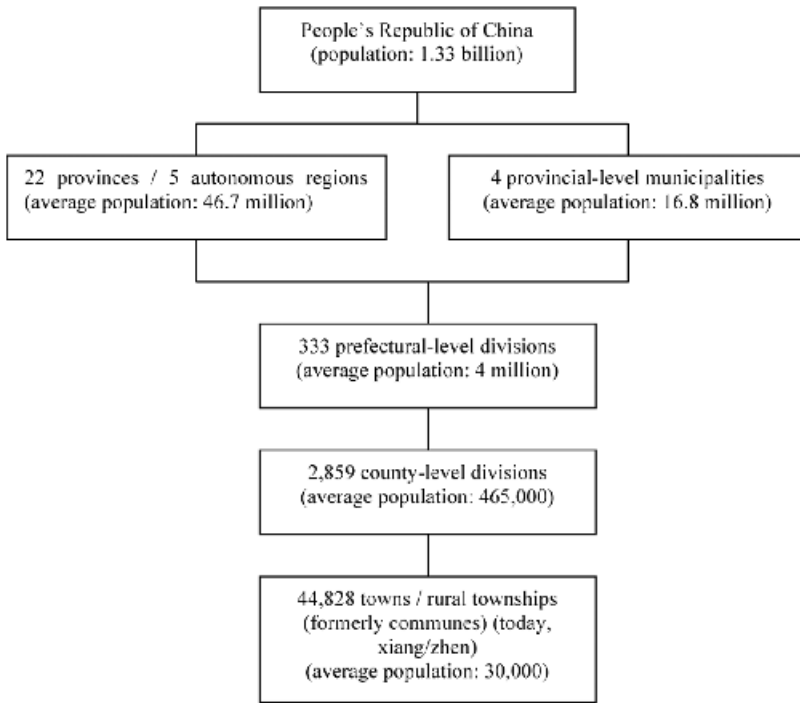 People's Republic of China
(population: 1.33 billion)
22 provinces / 5 autonomous regions
(average population: 46.7 million)
4 provincial-level municipalities
(average population: 16.8 million)
333 prefectural-level divisions
(average population: 4 million)
2,859 county-level divisions
(average population: 465,000)
44,828 towns / rural townships
(formerly communes) (today,
xiang/zhen)
(average population: 30,000)